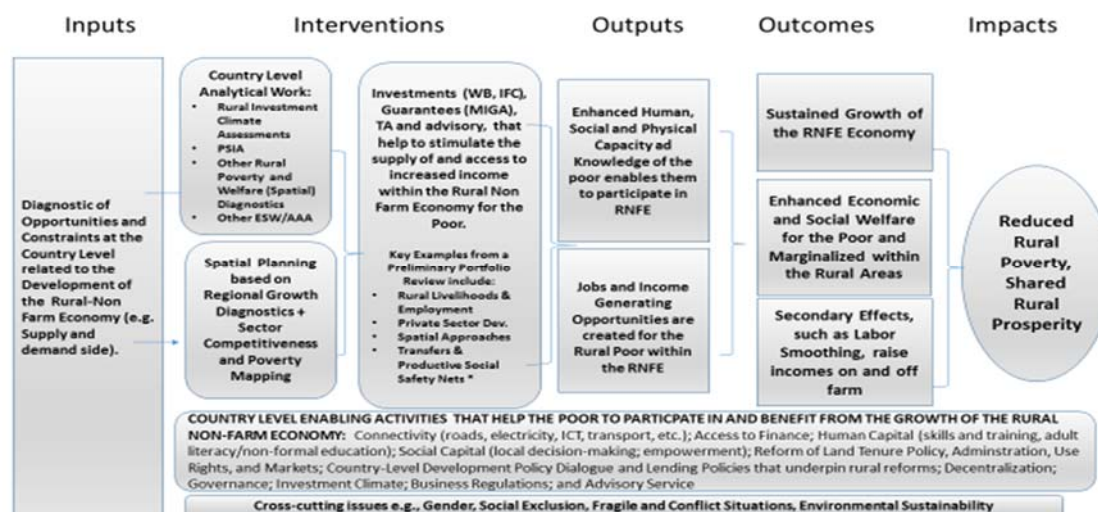 Inputs
Interventions
Outputs
Outcomes
Impacts
Diagnostic of
Opportunities and
Constraints at the
Country Level
related to the
Development of
the Rural-Non
Farm Economy (e.g.
Supply and
demand side).
Country Level
Analytical Work:
• Rural Investment
Climate
Assessments
• PSIA
• Other Rural
Poverty and
Welfare (Spatial)
Diagnostics
• Other ESW/AAA
Spatial Planning
based on
Regional Growth
Diagnostics +
Sector
Competitiveness
and Poverty
Mapping
Investments (WB, IFC),
Guarantees (MIGA),
TA and advisory, that
help to stimulate the
supply of and access to
increased income
within the Rural Non
Farm Economy for the
Poor.
Key Examples from a
Preliminary Portfolio
Review include:
• Rural Livelihoods &
Employment
• Private Sector Dev.
• Spatial Approaches
• Transfers &
Productive Social
Safety Nets *
Enhanced Human,
Social and Physical
Capacity ad
Knowledge of the
poor enables them
to participate in
RNFE
Jobs and Income
Generating
Opportunities are
created for the
Rural Poor within
the RNFE
Sustained Growth of
the RNFE Economy
Enhanced Economic
and Social Welfare
for the Poor and
Marginalized within
the Rural Areas
Secondary Effects,
such as Labor
Smoothing, raise
incomes on and off
farm
Reduced
Rural
Poverty,
Shared
Rural
Prosperity
COUNTRY LEVEL ENABLING ACTIVITIES THAT HELP THE POOR TO PARTICIPATE IN AND BENEFIT FROM THE GROWTH OF THE RURAL
NON-FARM ECONOMY: Connectivity (roads, electricity, ICT, transport, etc.); Access to Finance; Human Capital (skills and training, adult
literacy/non-formal education); Social Capital (local decision-making; empowerment); Reform of Land Tenure Policy, Adminstration, Use
Rights, and Markets; Country-Level Development Policy Dialogue and Lending Policies that underpin rural reforms; Decentralization;
Governance; Investment Climate; Business Regulations; and Advisory Service
Cross-cutting issues e.g., Gender, Social Exclusion, Fragile and Conflict Situations, Environmental Sustainability